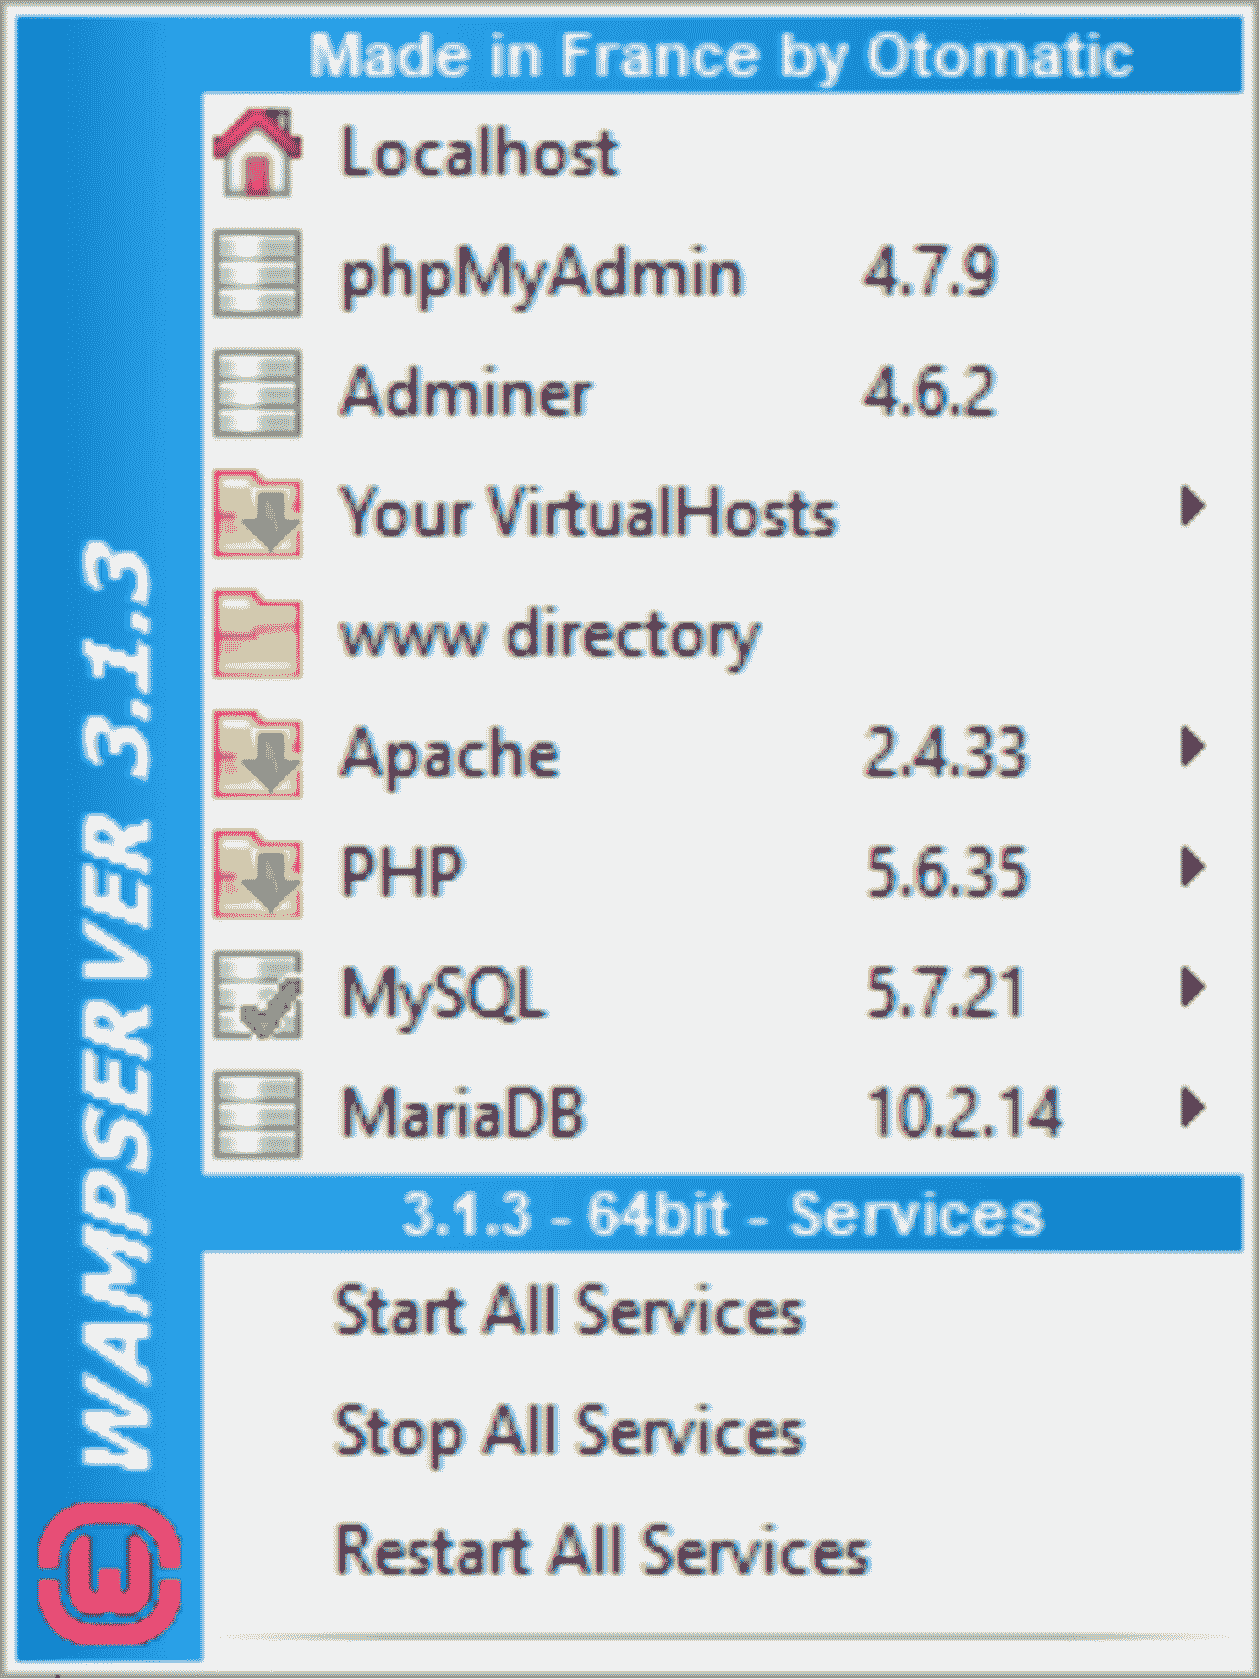 Made in France by Otomatic
Localhost
phpMyAdmin 4.7.9
Adminer 4.6.2
Your VirtualHosts
www directory
Apache 2.4.33
PHP 5.6.35
MySQL 5.7.21
MariaDB 10.2.14
3.1.3 - 64bit - Services
Start All Services
Stop All Services
Restart All Services
WAMPSERVER 3.1.3